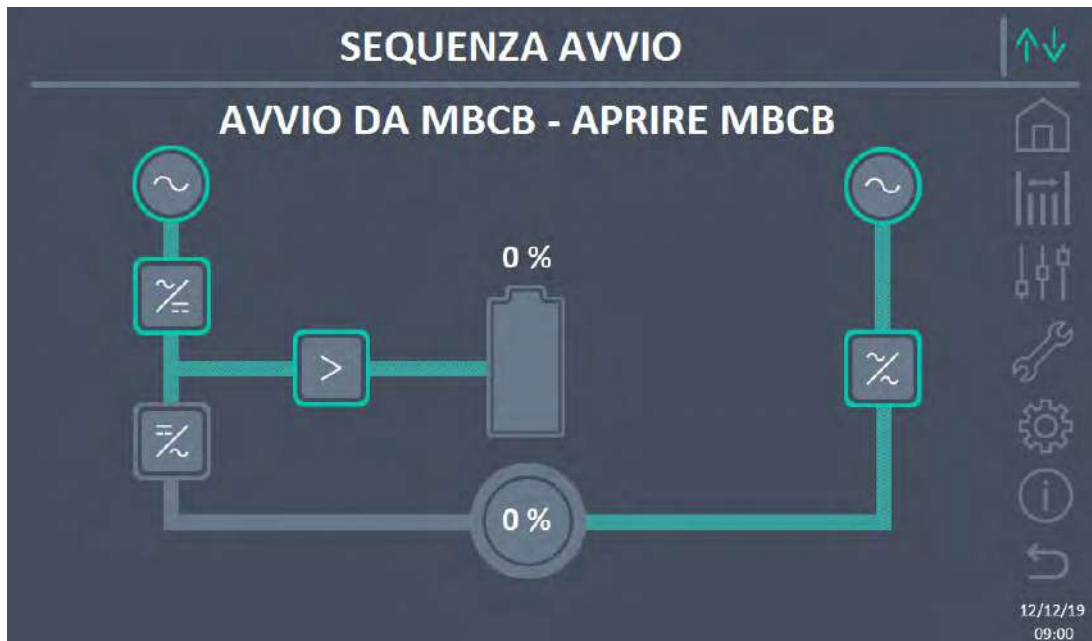 SEQUENZA AVVIO
AVVIO DA MBCB - APRIRE MBCB
0 %
0 %
12/12/19
09:00